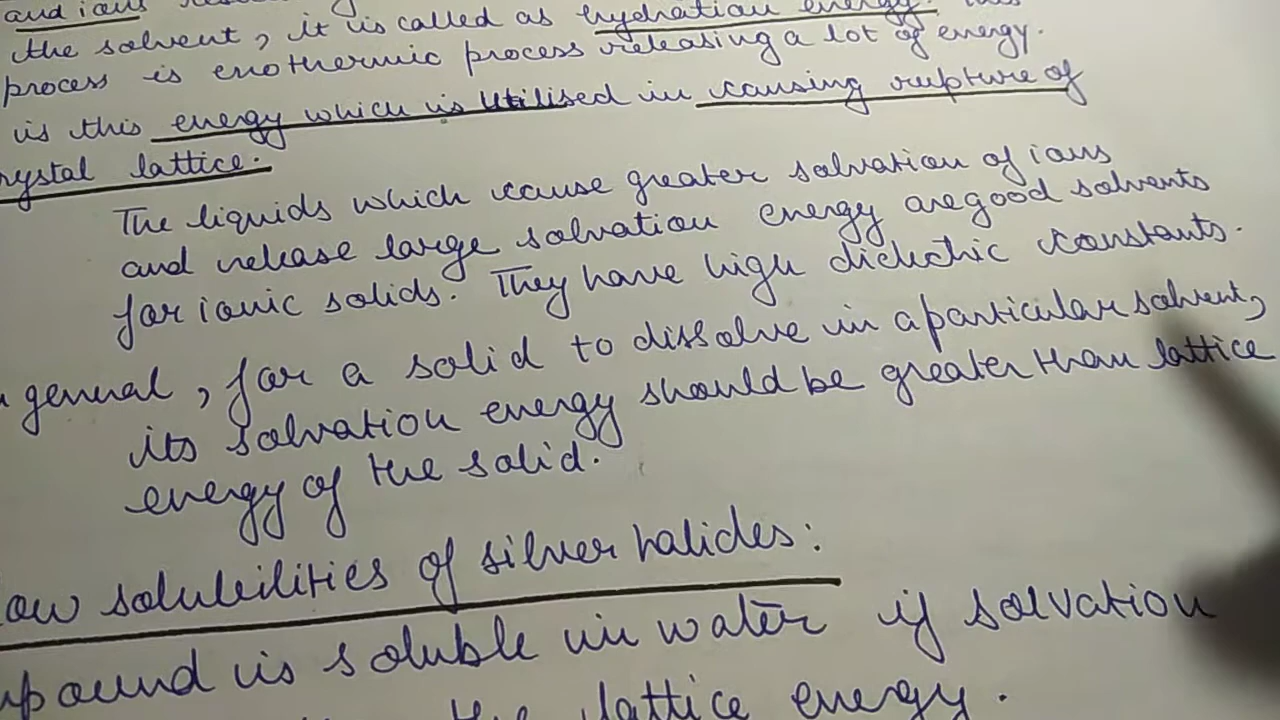 and ions
the solvent, it is called as hydration energy.
process is exothermic process releasing a lot of energy.
is this energy which is utilised in causing rupture of
rystal lattice.
The liquids which cause greater solvation of ions
and release large solvation energy are good solvents
for ionic solids. They have high dielectric constants.
general, for a solid to dissolve in a particular solvent,
its solvation energy should be greater than lattice
energy of the solid.
ow solubilities of silver halides:
pound is soluble in water if solvation
the lattice energy.